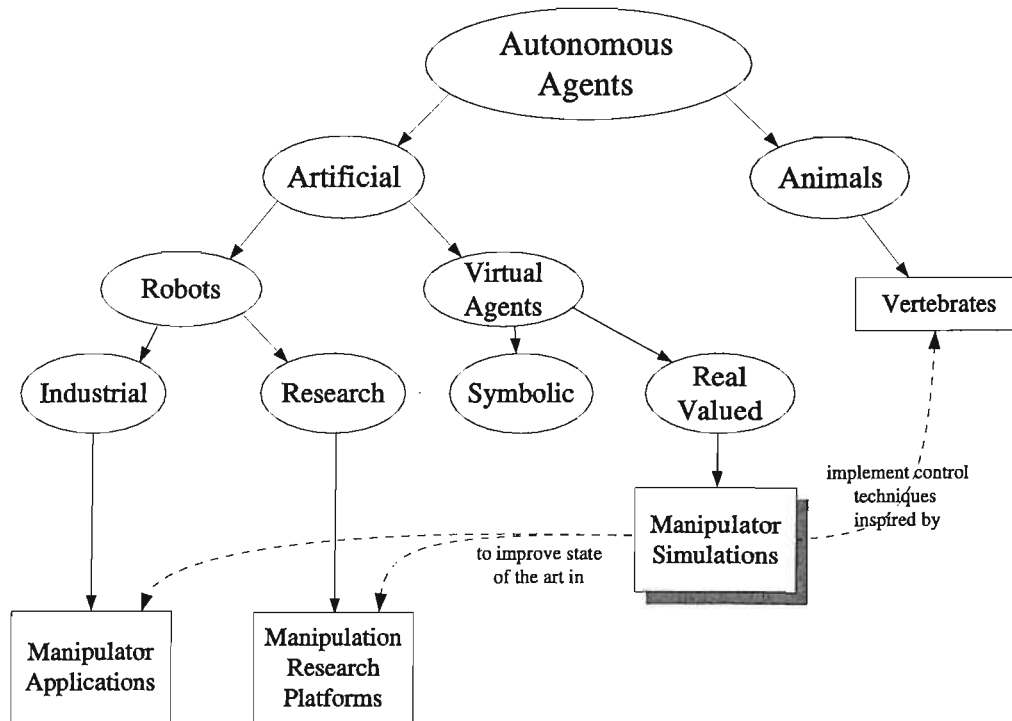 Autonomous
Agents
Artificial
Animals
Robots
Virtual
Agents
Vertebrates
Industrial
Research
Symbolic
Real
Valued
implement control
techniques
inspired by
Manipulator
Simulations
to improve state
of the art in
Manipulator
Applications
Manipulation
Research
Platforms